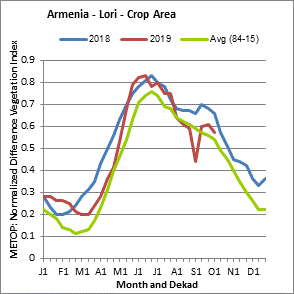 Armenia - Lori - Crop Area
2018 2019 Avg (84-15)
METOP: Normalized Difference Vegetation Index
0.9
0.8
0.7
0.6
0.5
0.4
0.3
0.2
0.1
0
J1 F1 M1 A1 M1 J1 J1 A1 S1 O1 N1 D1
Month and Dekad